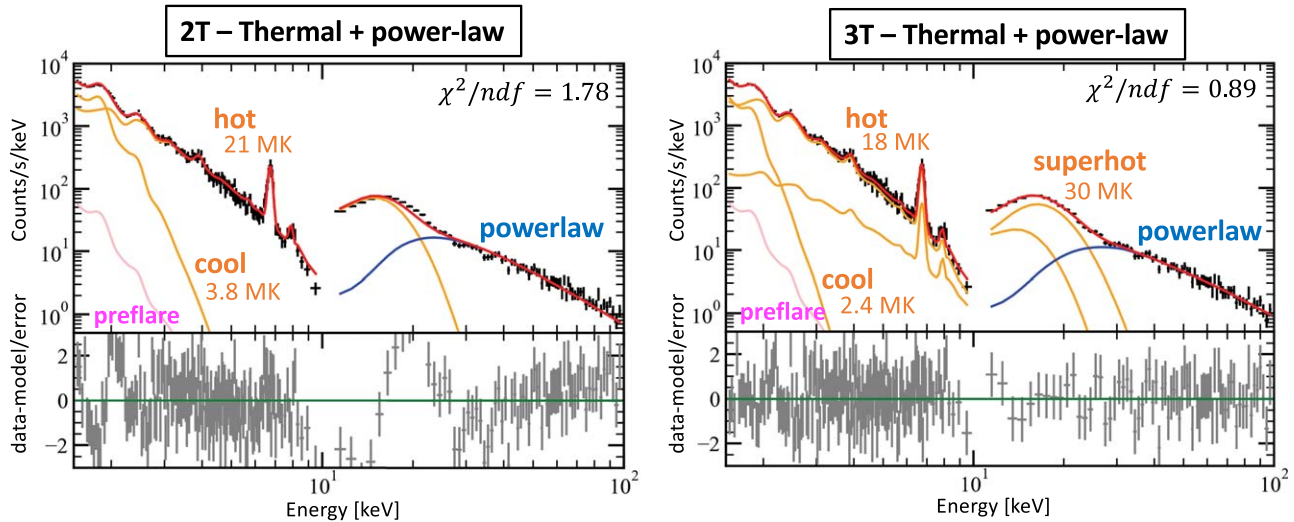 2T – Thermal + power-law
10^4
10^3
10^2
10^1
10^0
Counts/s/keV
χ²/ndf = 1.78
hot
21 MK
powerlaw
cool
3.8 MK
preflare
2
0
−2
data-model/error
10^1
10^2
Energy [keV]
3T – Thermal + power-law
10^4
10^3
10^2
10^1
10^0
Counts/s/keV
χ²/ndf = 0.89
hot
18 MK
superhot
30 MK
powerlaw
cool
2.4 MK
preflare
2
0
−2
data-model/error
10^1
10^2
Energy [keV]